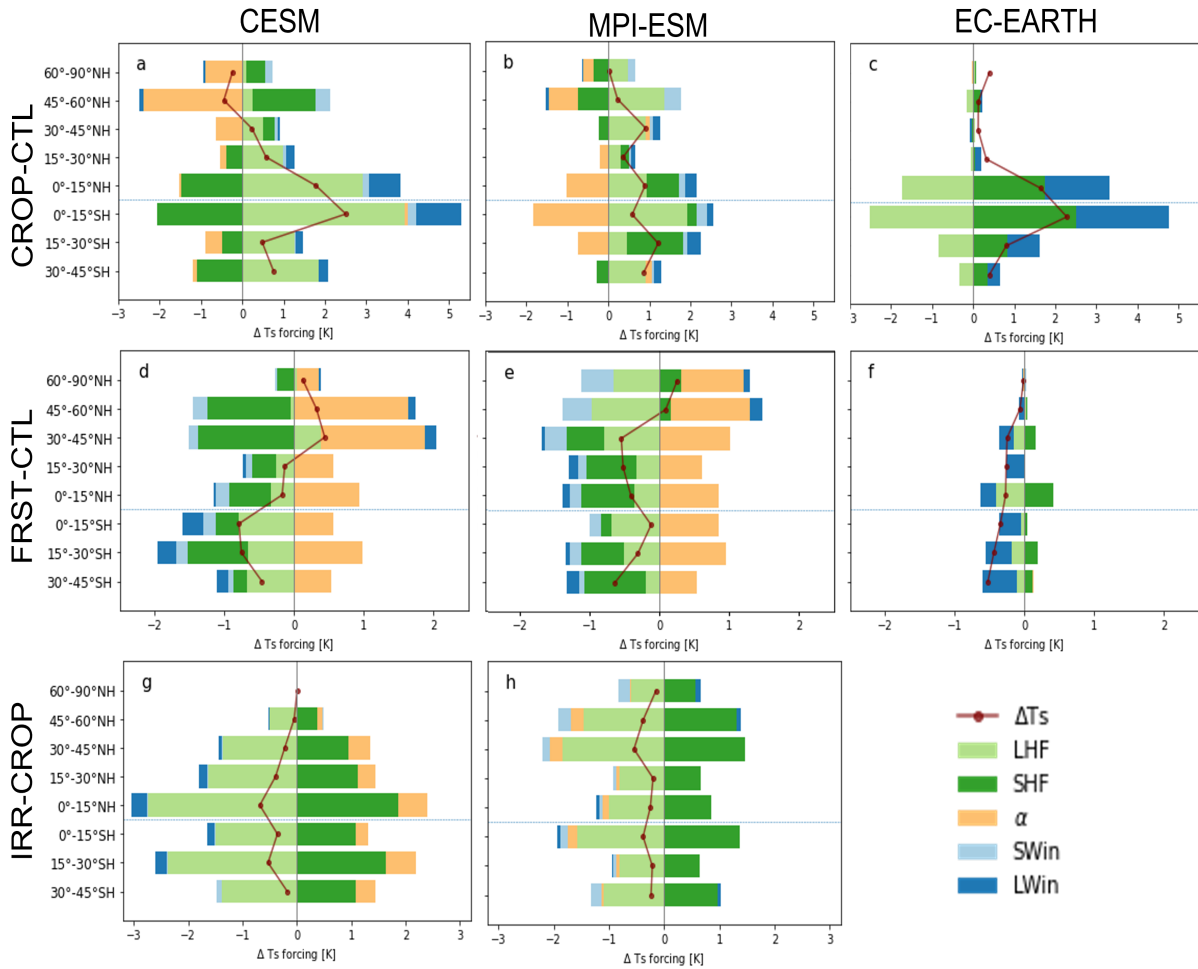 CESM MPI-ESM EC-EARTH
CROP-CTL
a b c
60°-90°NH
45°-60°NH
30°-45°NH
15°-30°NH
0°-15°NH
0°-15°SH
15°-30°SH
30°-45°SH
-3 -2 -1 0 1 2 3 4 5
-3 -2 -1 0 1 2 3 4 5
3 -2 -1 0 1 2 3 4 5
Δ Ts forcing [K] Δ Ts forcing [K] Δ Ts forcing [K]
FRST-CTL
d e f
60°-90°NH
45°-60°NH
30°-45°NH
15°-30°NH
0°-15°NH
0°-15°SH
15°-30°SH
30°-45°SH
-2 -1 0 1 2
-2 -1 0 1 2
-2 -1 0 1 2
Δ Ts forcing [K] Δ Ts forcing [K] Δ Ts forcing [K]
IRR-CROP
g h
60°-90°NH
45°-60°NH
30°-45°NH
15°-30°NH
0°-15°NH
0°-15°SH
15°-30°SH
30°-45°SH
-3 -2 -1 0 1 2 3
-3 -2 -1 0 1 2 3
Δ Ts forcing [K] Δ Ts forcing [K]
ΔTs
LHF
SHF
α
SWin
LWin